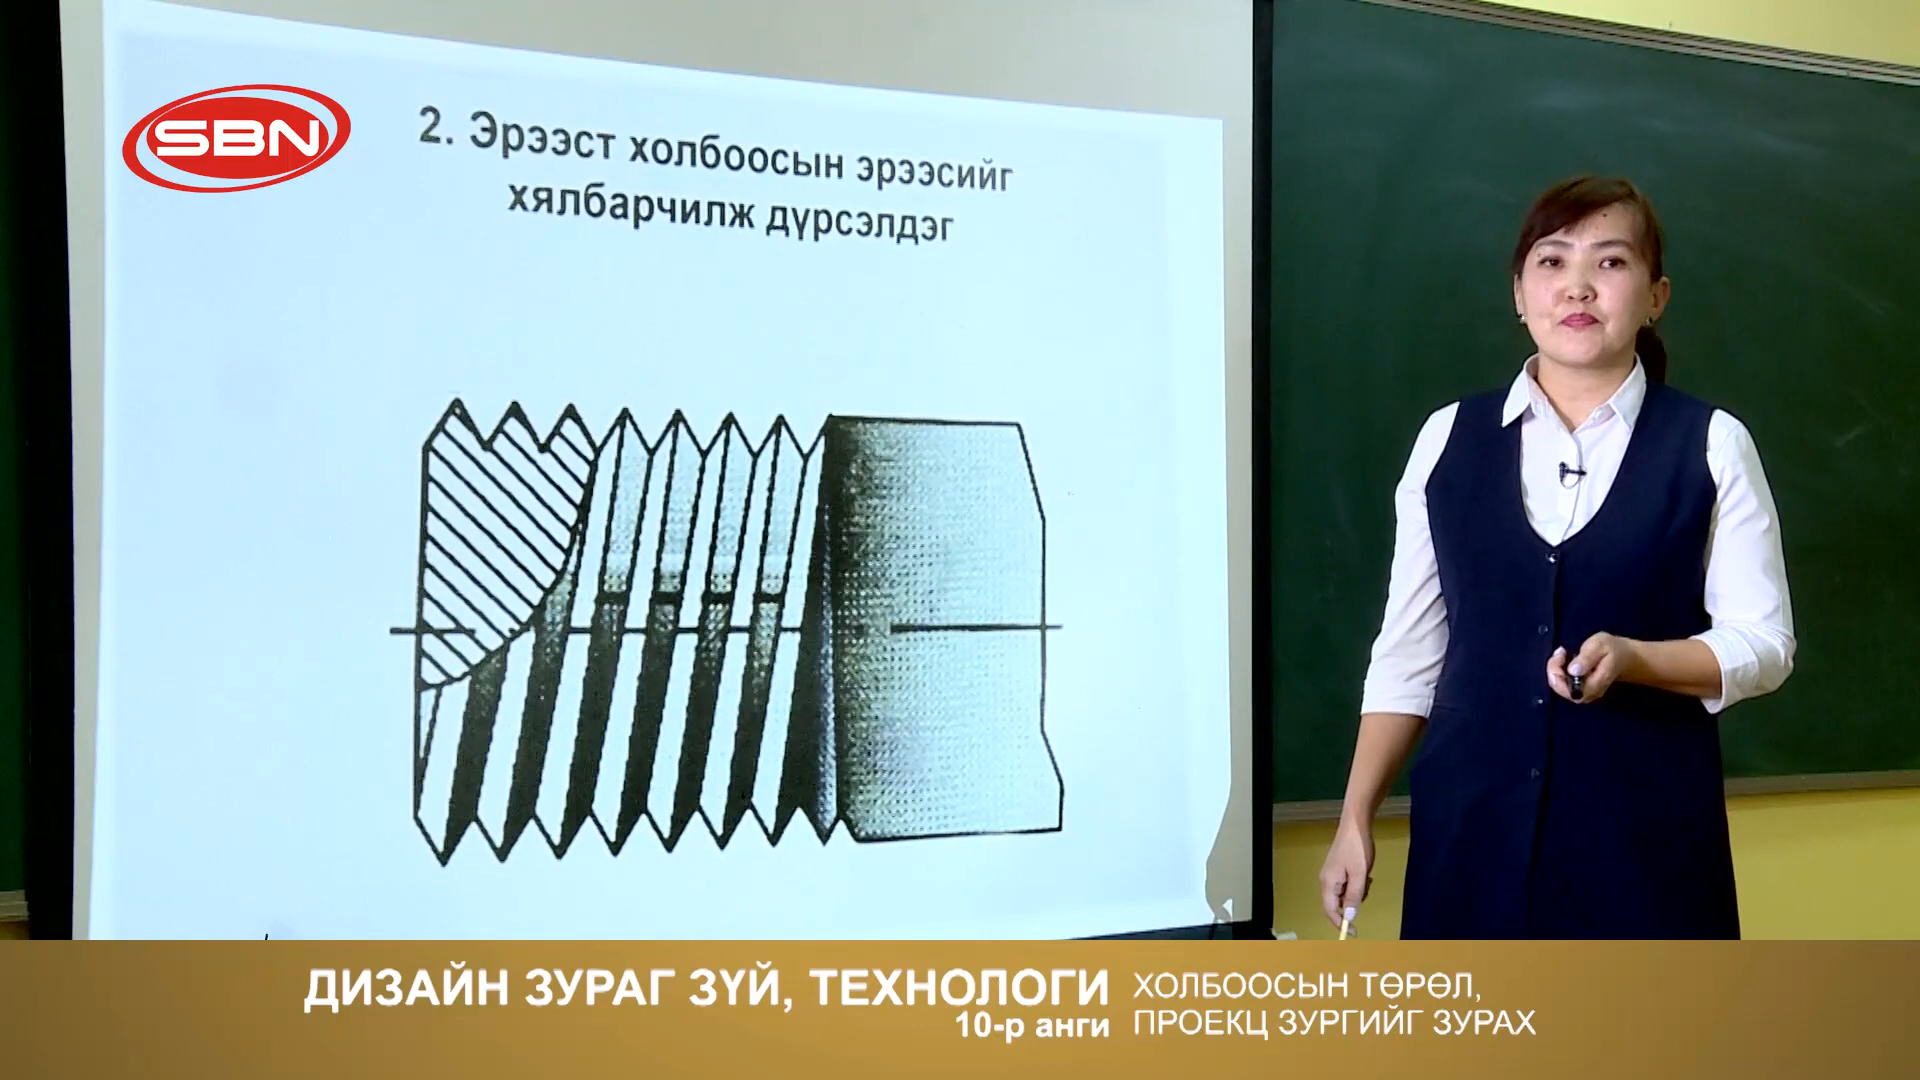 SBN
2. Эрээст холбоосын эрээсийг
хялбарчилж дүрсэлдэг
ДИЗАЙН ЗУРАГ ЗҮЙ, ТЕХНОЛОГИ
10-р анги
ХОЛБООСЫН ТӨРӨЛ,
ПРОЕКЦ ЗУРГИЙГ ЗУРАХ